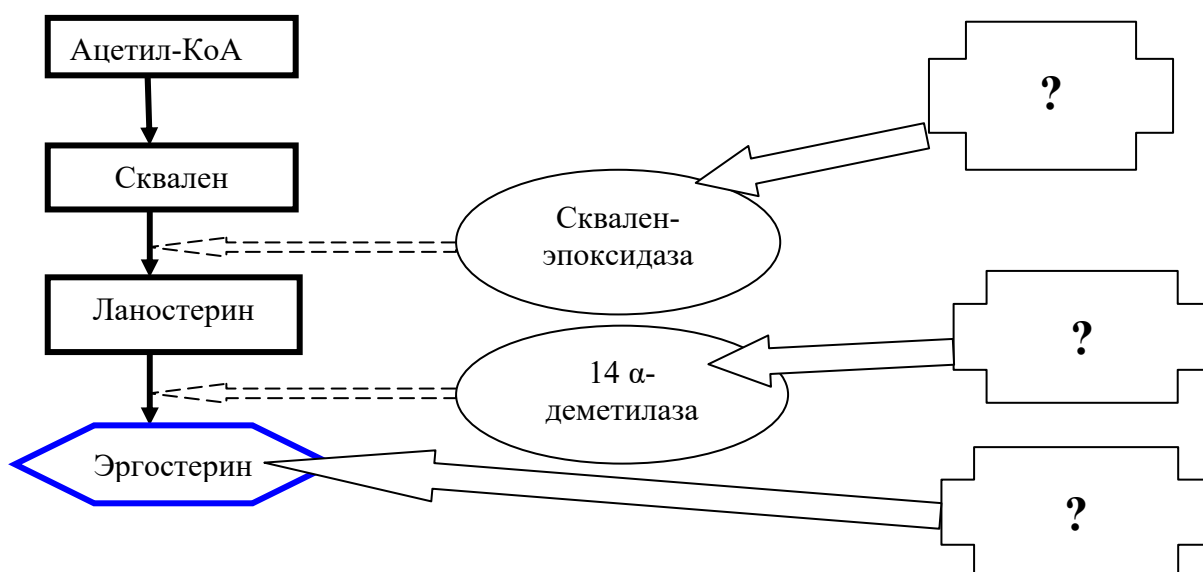 Ацетил-КоА
?
Сквален
Сквален-
эпоксидаза
Ланостерин
?
14 α-
деметилаза
Эргостерин
?